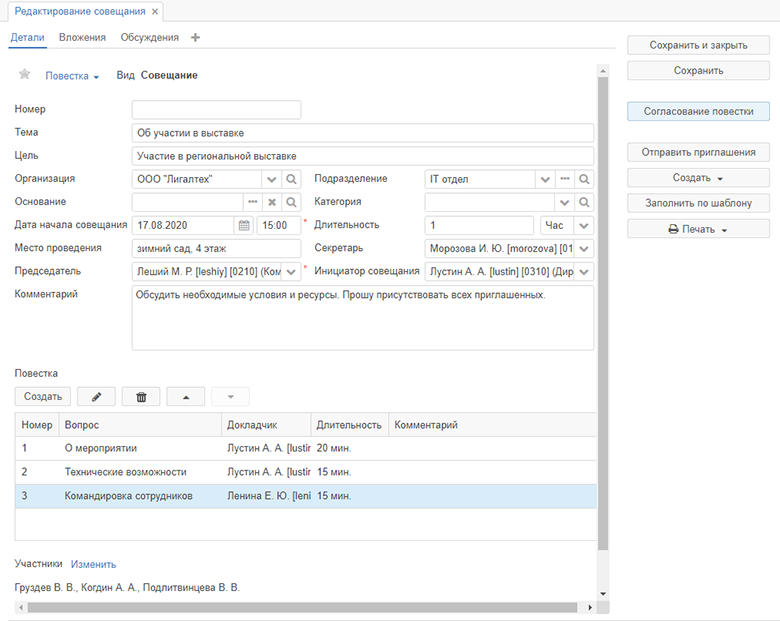 Редактирование совещания ×
Детали Вложения Обсуждения
Повестка Вид Совещание
Номер
Тема Об участии в выставке
Цель Участие в региональной выставке
Организация ООО "Лигалтех" Подразделение IT отдел
Основание Категория
Дата начала совещания 17.08.2020 15:00 * Длительность 1 Час
Место проведения зимний сад, 4 этаж Секретарь Морозова И. Ю. [morozova] [01
Председатель Леший М. Р. [leshiy] [0210] (Ком * Инициатор совещания Лустин А. А. [lustin] [0310] (Дир
Комментарий Обсудить необходимые условия и ресурсы. Прошу присутствовать всех приглашенных.
Повестка
Создать
Номер Вопрос Докладчик Длительность Комментарий
1 О мероприятии Лустин А. А. [lustir 20 мин.
2 Технические возможности Лустин А. А. [lustir 15 мин.
3 Командировка сотрудников Ленина Е. Ю. [leni 15 мин.
Участники Изменить
Груздев В. В., Когдин А. А., Подлитвинцева В. В.
Сохранить и закрыть
Сохранить
Согласование повестки
Отправить приглашения
Создать
Заполнить по шаблону
Печать